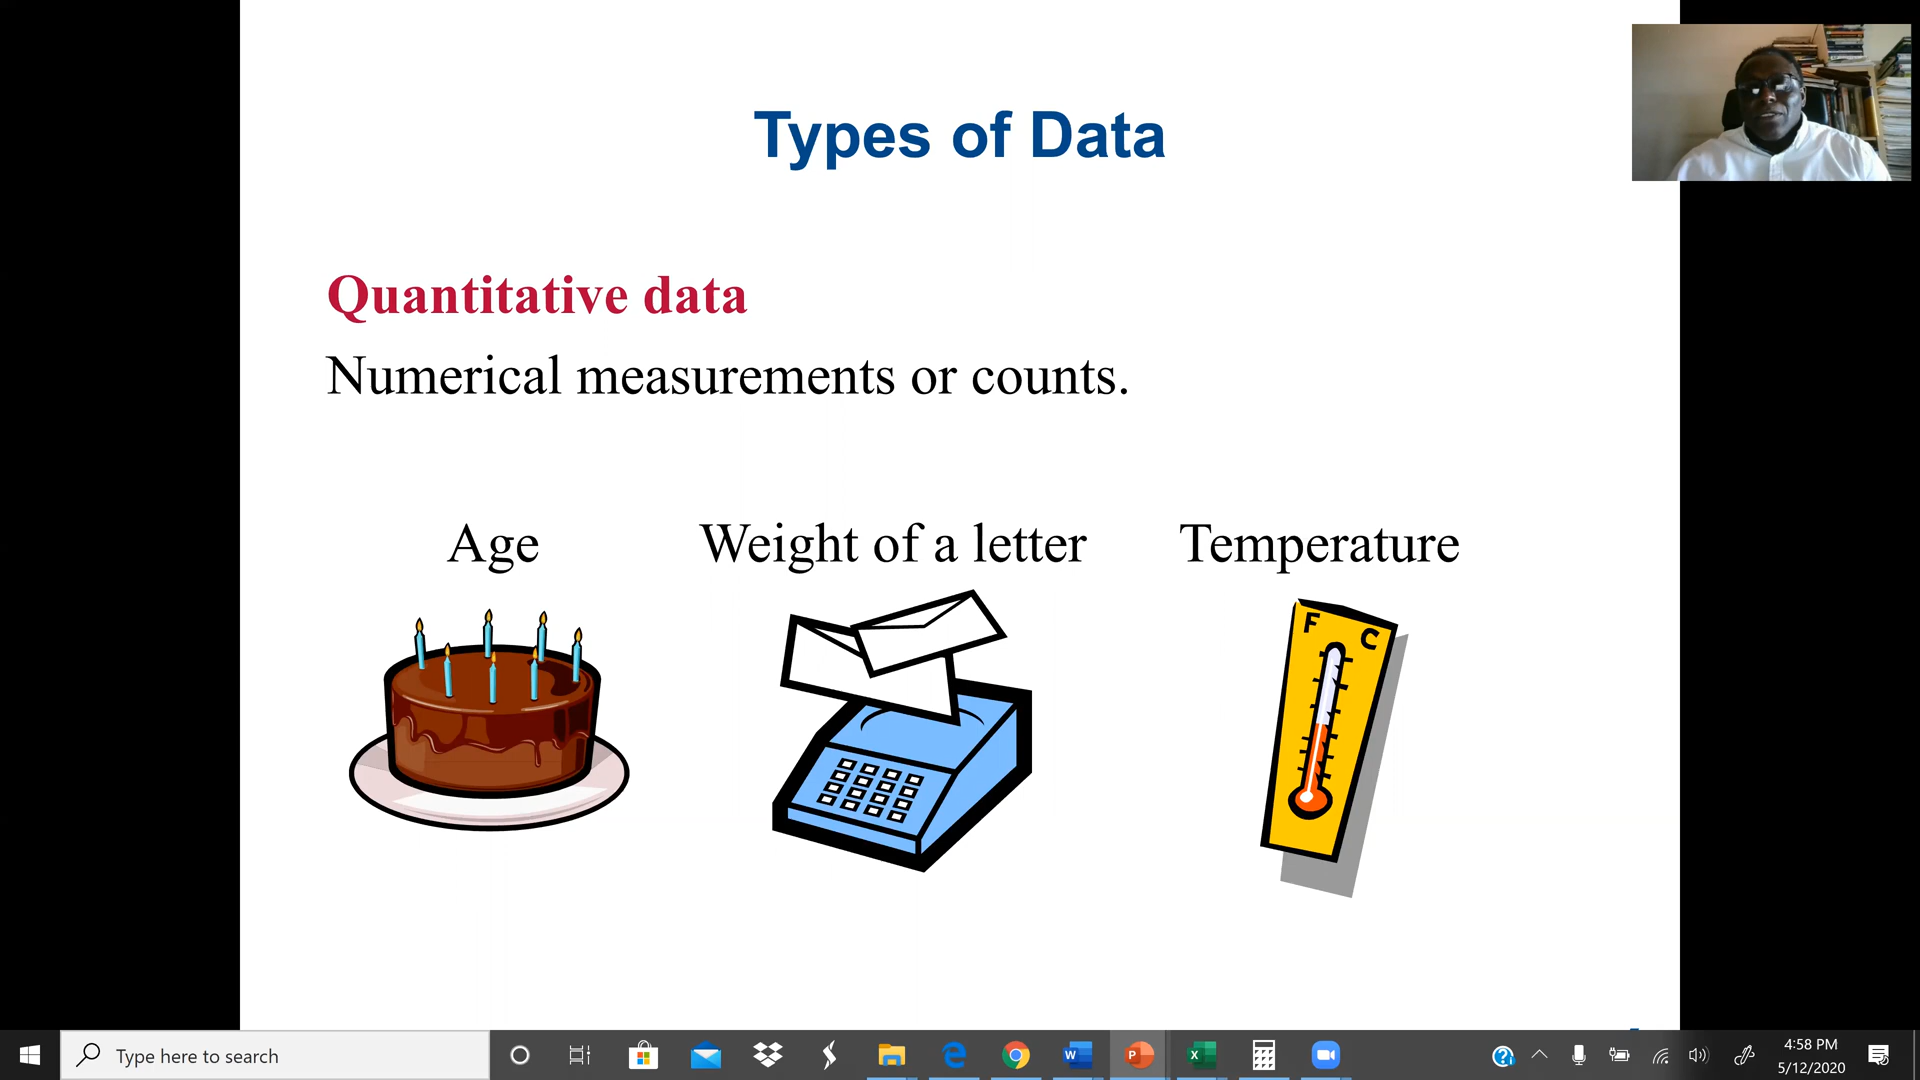 Types of Data
Quantitative data
Numerical measurements or counts.
Age
Weight of a letter
Temperature
F
C
Type here to search
W
P
X
4:58 PM
5/12/2020